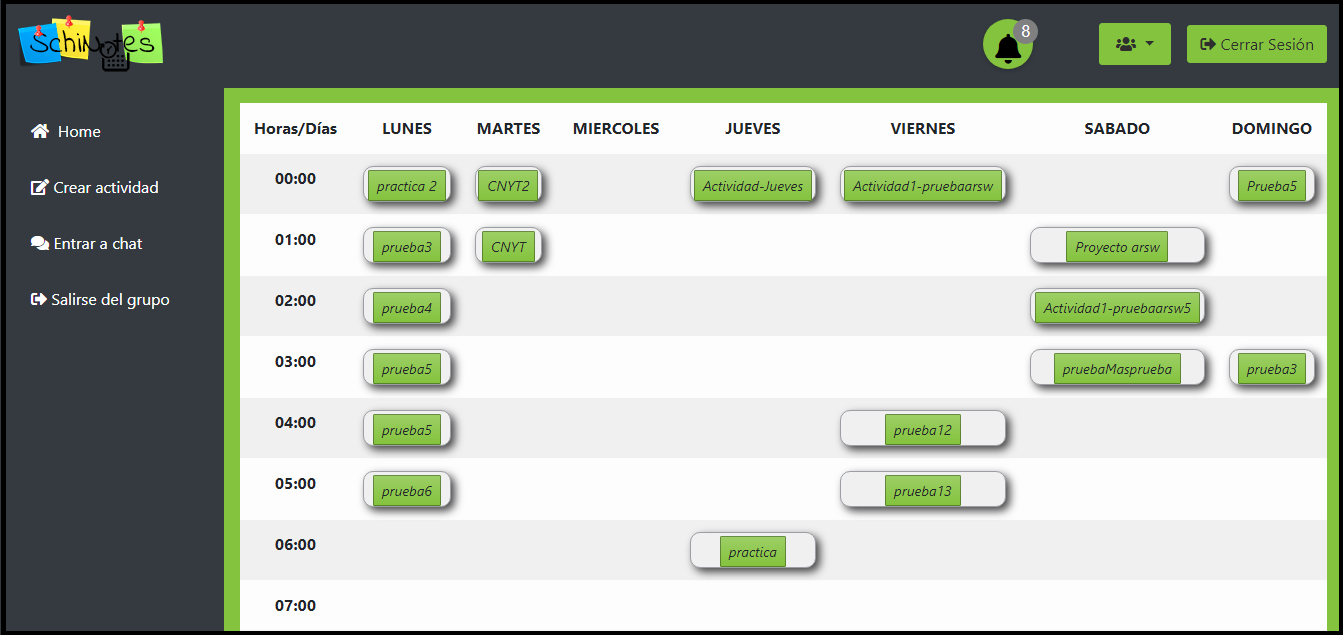 SchiNotes
8
Cerrar Sesión
Home
Crear actividad
Entrar a chat
Salirse del grupo
Horas/Días LUNES MARTES MIERCOLES JUEVES VIERNES SABADO DOMINGO
00:00 practica 2 CNYT2 Actividad-Jueves Actividad1-pruebaarsw Prueba5
01:00 prueba3 CNYT Proyecto arsw
02:00 prueba4 Actividad1-pruebaarsw5
03:00 prueba5 pruebaMasprueba prueba3
04:00 prueba5 prueba12
05:00 prueba6 prueba13
06:00 practica
07:00